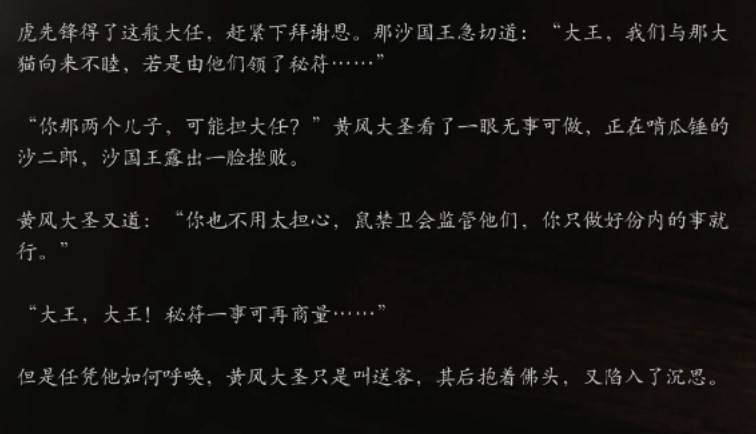 虎先锋得了这般大任，赶紧下拜谢恩。那沙国王急切道：“大王，我们与那大
猫向来不睦，若是由他们领了秘符……”
“你那两个儿子，可能担大任？”黄风大圣看了一眼无事可做，正在啃瓜锤的
沙二郎，沙国王露出一脸挫败。
黄风大圣又道：“你也不用太担心，鼠禁卫会监管他们，你只做好份内的事就
行。”
“大王，大王！秘符一事可再商量……”
但是任凭他如何呼唤，黄风大圣只是叫送客，其后抱着佛头，又陷入了沉思。